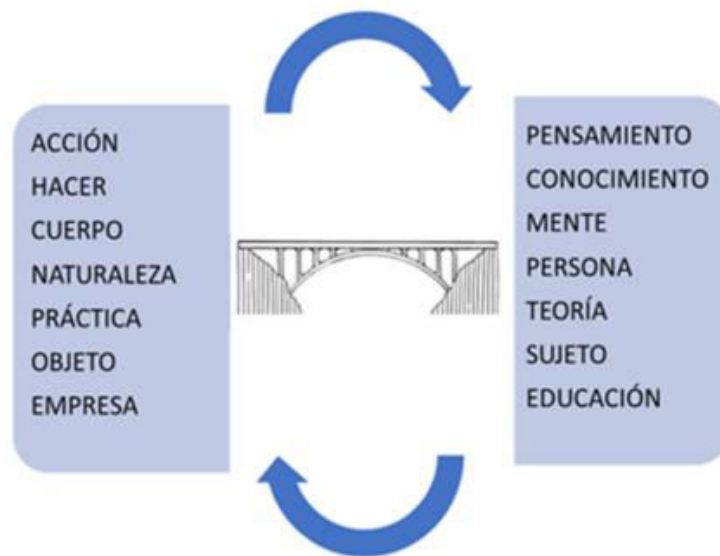 ACCIÓN
HACER
CUERPO
NATURALEZA
PRÁCTICA
OBJETO
EMPRESA
PENSAMIENTO
CONOCIMIENTO
MENTE
PERSONA
TEORÍA
SUJETO
EDUCACIÓN